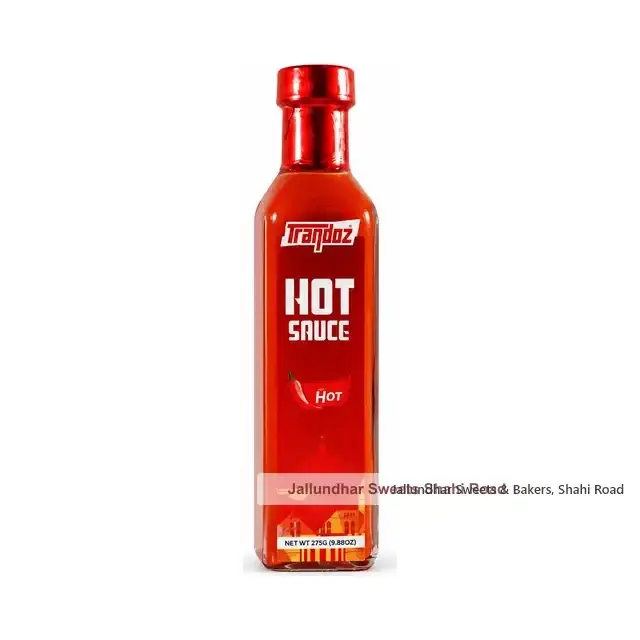 Trandoz
HOT
SAUCE
HOT
Jallundhar Sweets Shahi Road
Jallundhar Sweets & Bakers, Shahi Road
NET WT 275G (9.88OZ)